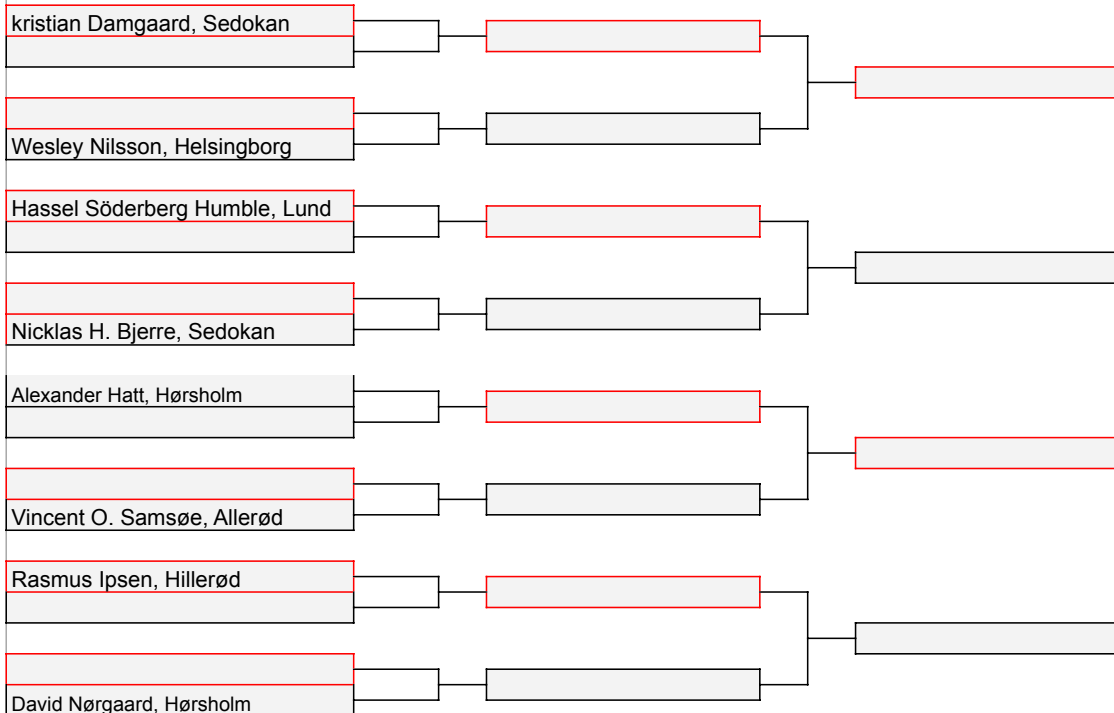 kristian Damgaard, Sedokan
Wesley Nilsson, Helsingborg
Hassel Söderberg Humble, Lund
Nicklas H. Bjerre, Sedokan
Alexander Hatt, Hørsholm
Vincent O. Samsøe, Allerød
Rasmus Ipsen, Hillerød
David Nørgaard, Hørsholm